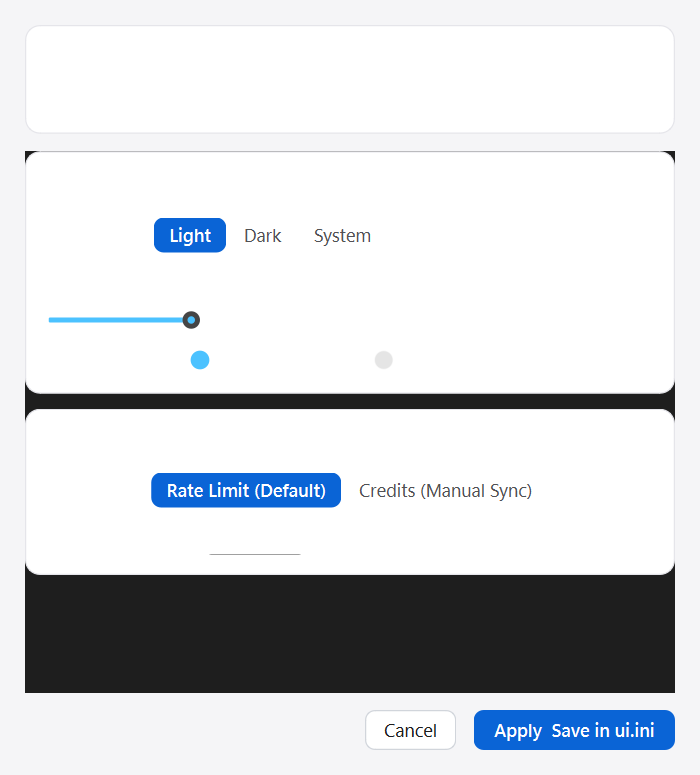 Light Dark System
Rate Limit (Default) Credits (Manual Sync)
Cancel Apply Save in ui.ini